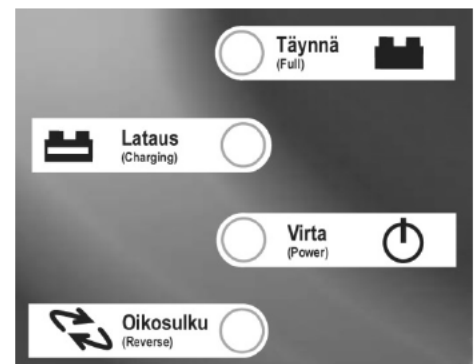 Täynnä
(Full)
Lataus
(Charging)
Virta
(Power)
Oikosulku
(Reverse)